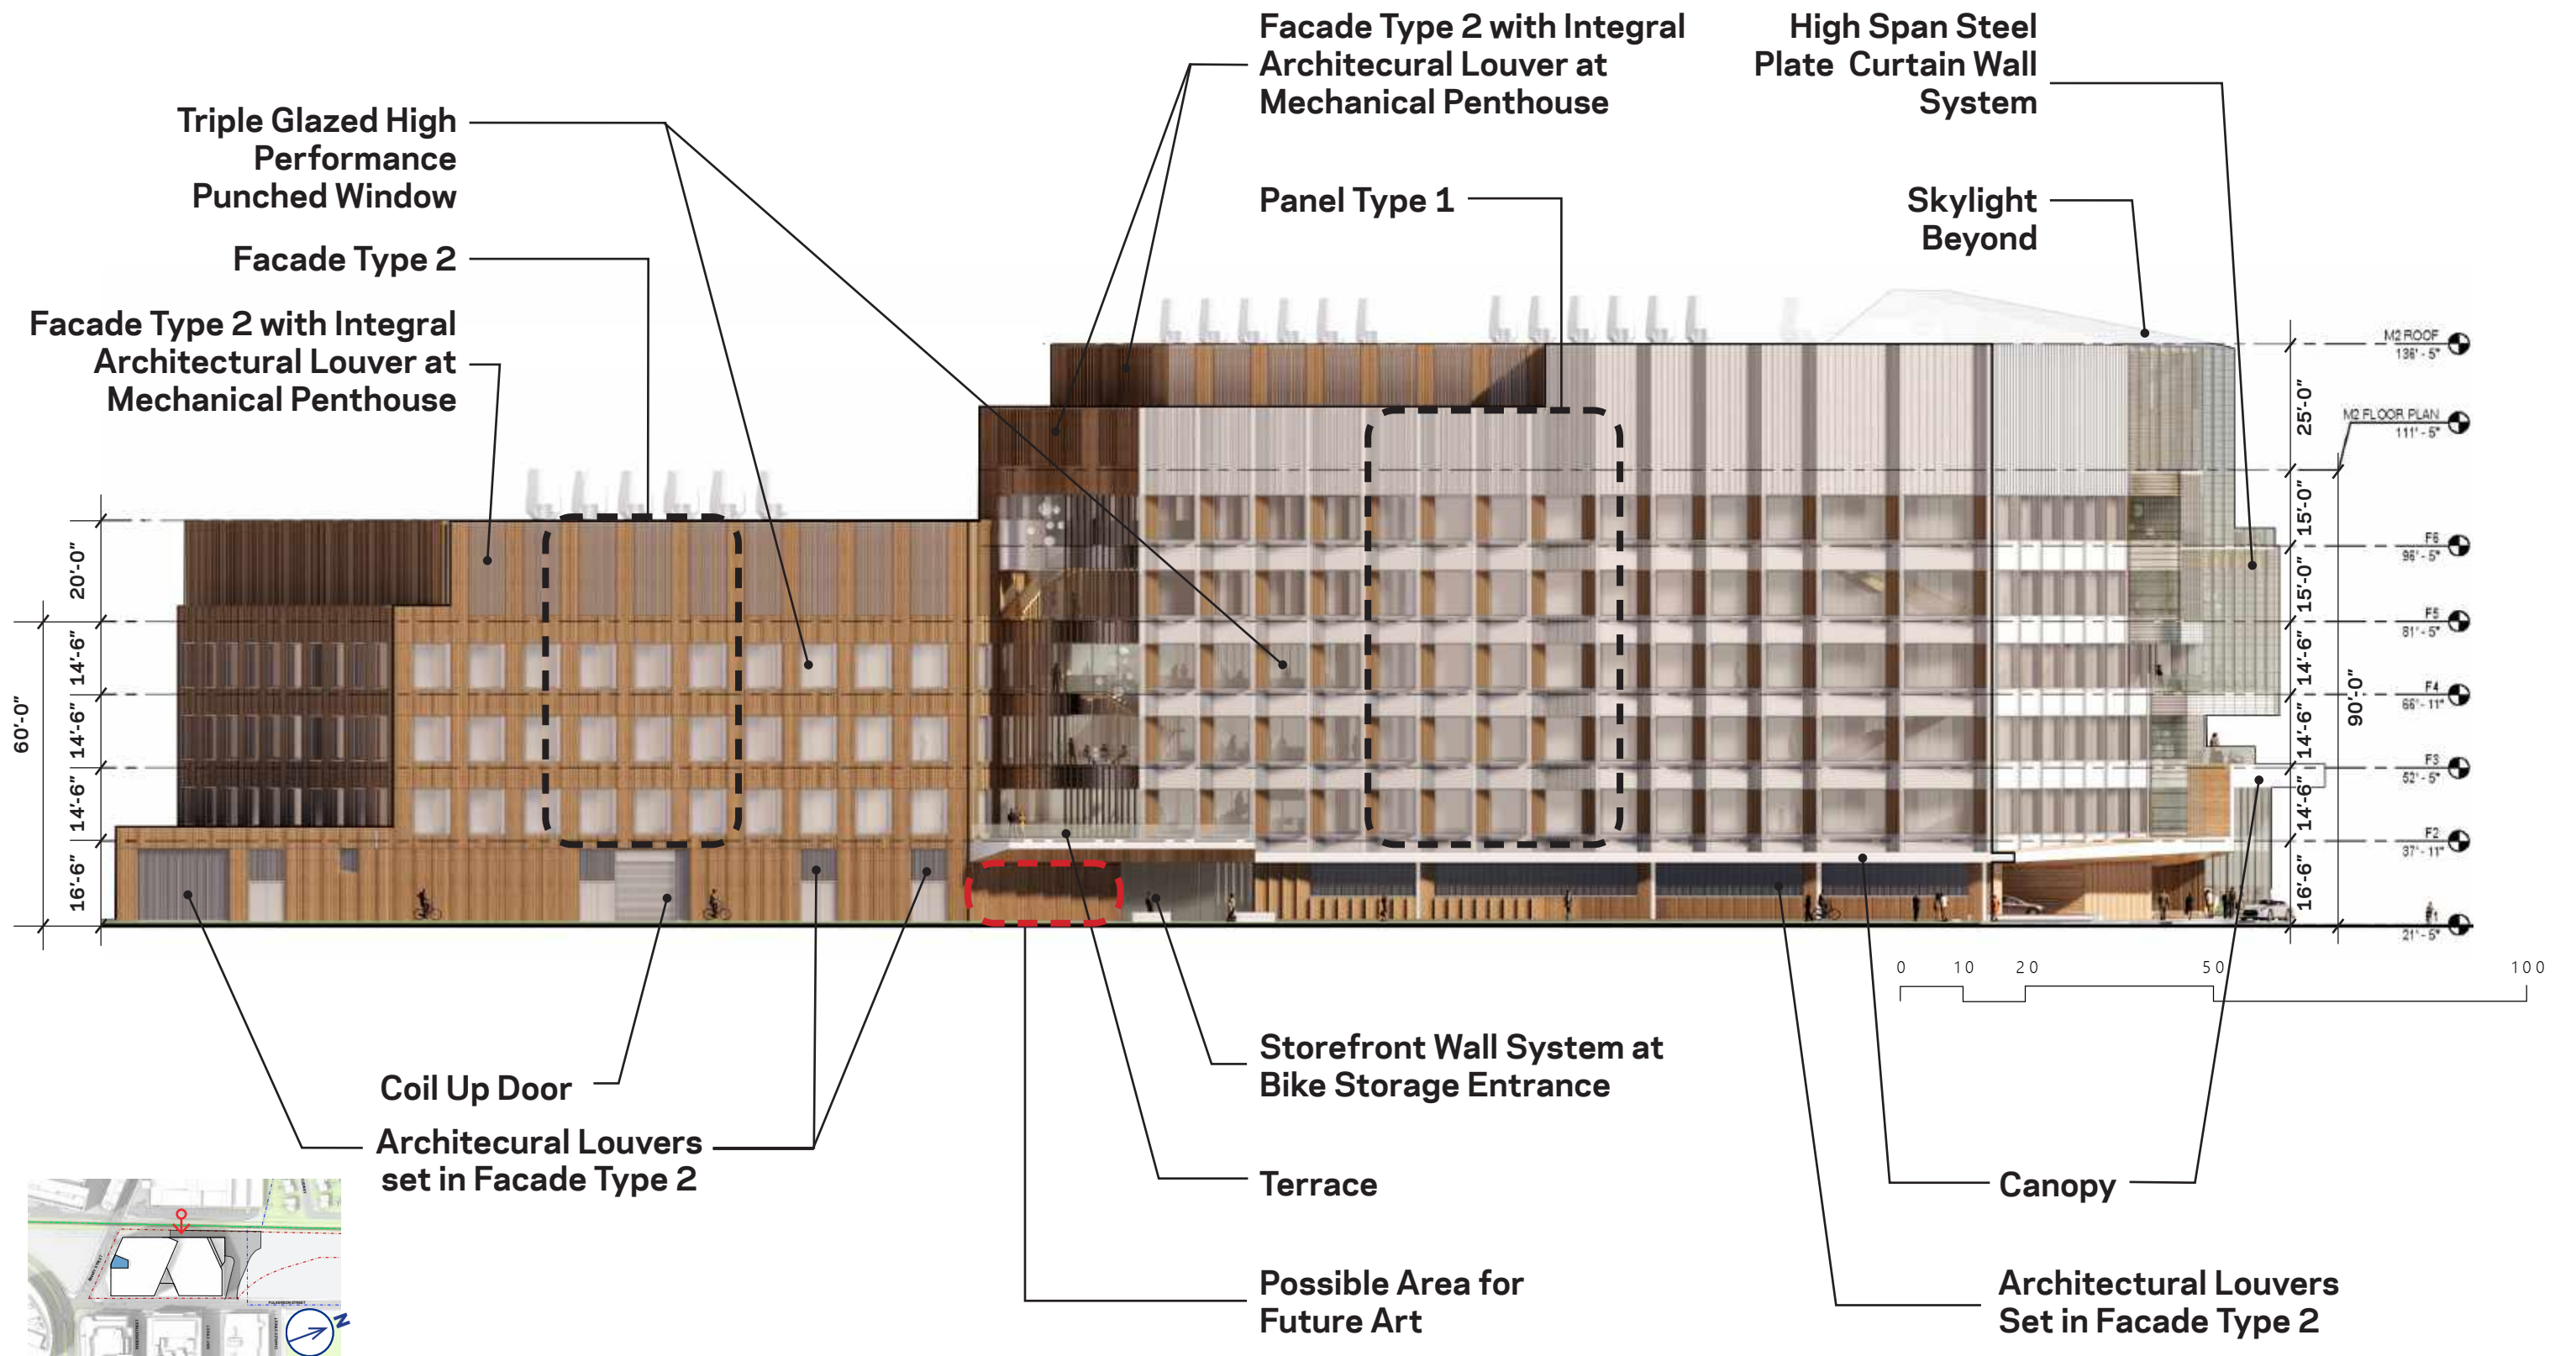 Facade Type 2 with Integral
Architecural Louver at
Mechanical Penthouse
High Span Steel
Plate Curtain Wall
System
Triple Glazed High
Performance
Punched Window
Panel Type 1
Skylight
Beyond
Facade Type 2
Facade Type 2 with Integral
Architectural Louver at
Mechanical Penthouse
M2 ROOF
136' - 5"
25'-0"
M2 FLOOR PLAN
111' - 5"
15'-0"
F6
96' - 5"
20'-0"
15'-0"
F5
81' - 5"
14'-6"
14'-6"
F4
66' - 11"
60'-0"
90'-0"
14'-6"
14'-6"
F3
52' - 5"
14'-6"
14'-6"
F2
37' - 11"
16'-6"
16'-6"
21' - 5"
0 10 20 50 100
Storefront Wall System at
Bike Storage Entrance
Coil Up Door
Architecural Louvers
set in Facade Type 2
Terrace
Canopy
Possible Area for
Future Art
Architectural Louvers
Set in Facade Type 2
N